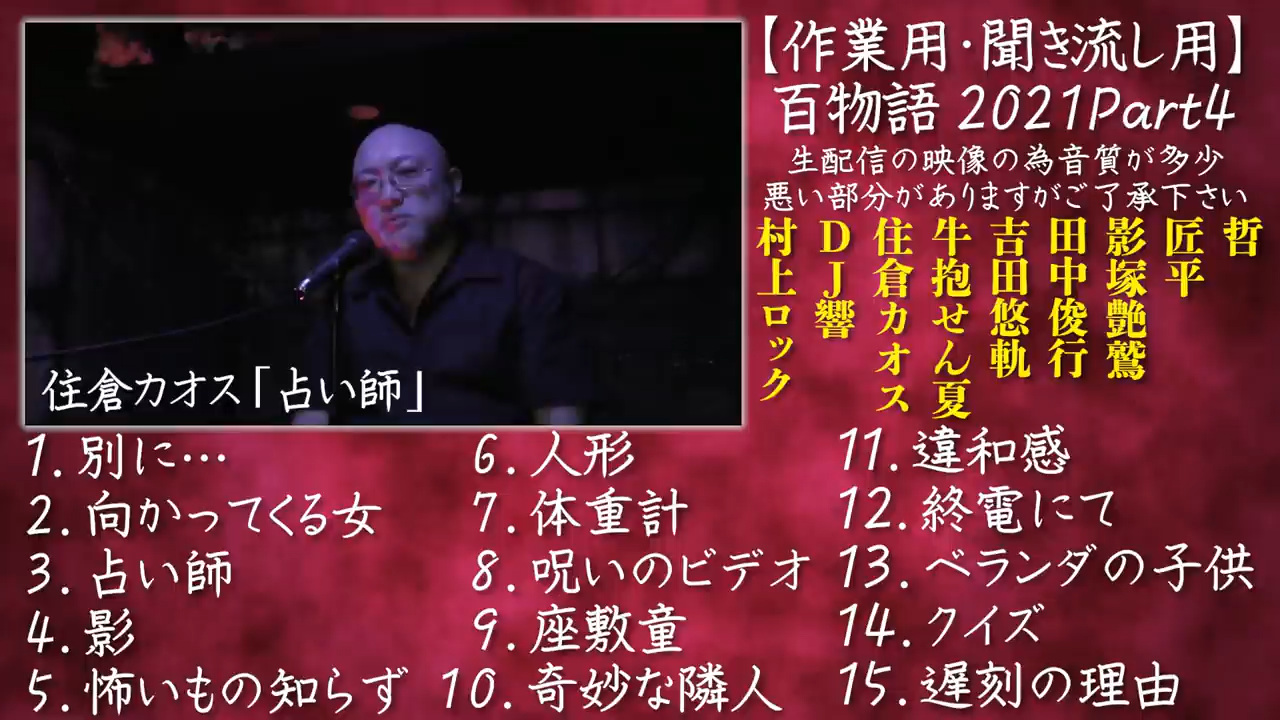 【作業用・聞き流し用】
百物語 2021Part4
生配信の映像の為音質が多少
悪い部分がありますがご了承下さい
村上ロック
DJ響
住倉カオス
牛抱せん夏
吉田悠軌
田中俊行
影塚艶鷲
匠平
哲
住倉カオス「占い師」
1.別に…
2.向かってくる女
3.占い師
4.影
5.怖いもの知らず
6.人形
7.体重計
8.呪いのビデオ
9.座敷童
10.奇妙な隣人
11.違和感
12.終電にて
13.ベランダの子供
14.クイズ
15.遅刻の理由